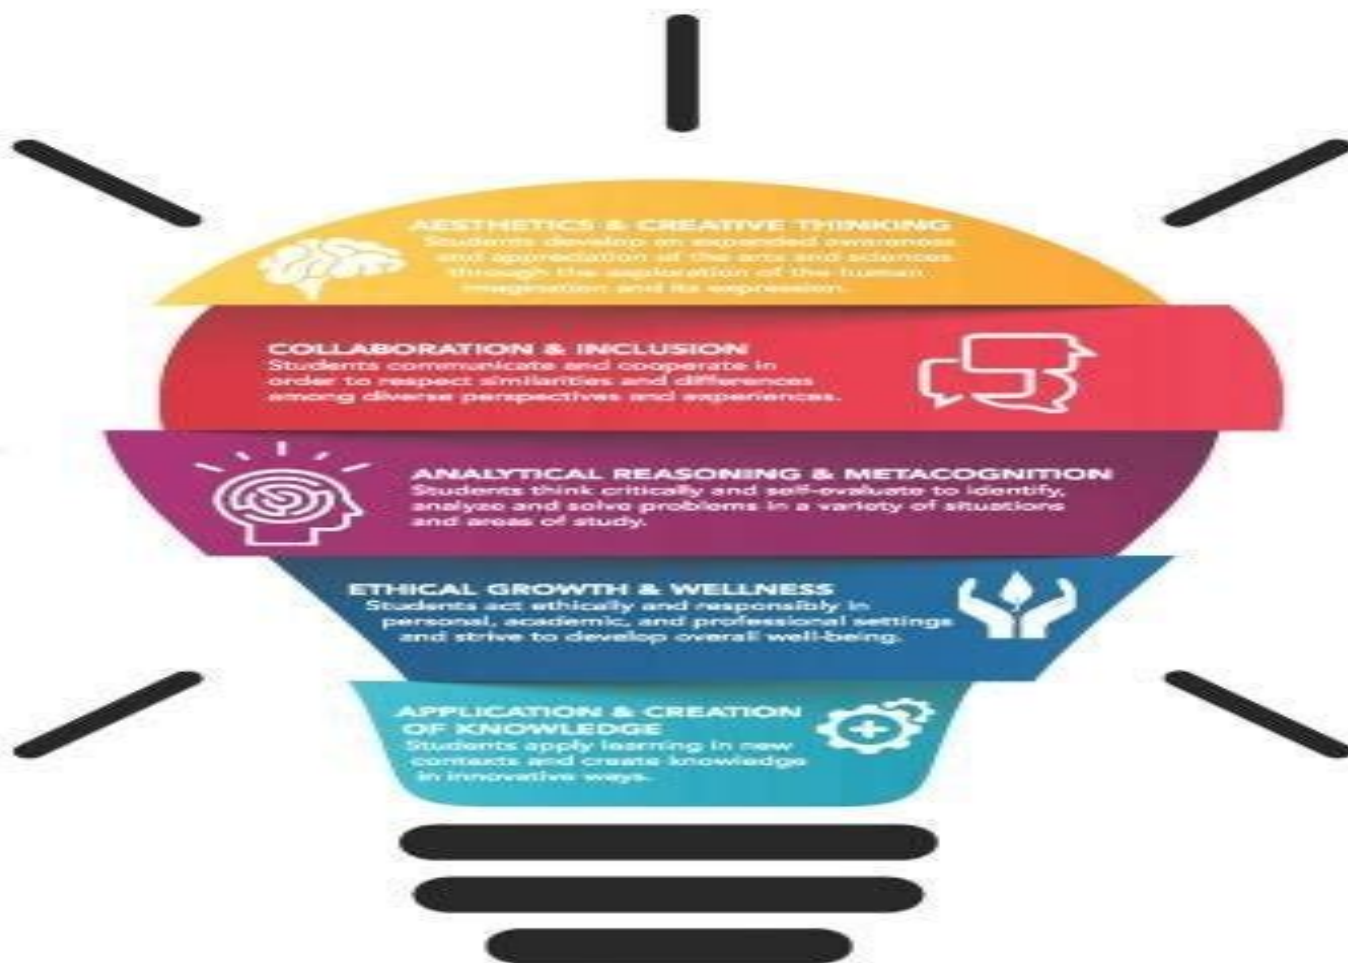 AESTHETICS & CREATIVE THINKING
Students develop an expanded awareness
and appreciation of the arts and sciences
through the exploration of the human
imagination and its expression.
COLLABORATION & INCLUSION
Students communicate and cooperate in
order to respect similarities and differences
among diverse perspectives and experiences.
ANALYTICAL REASONING & METACOGNITION
Students think critically and self-evaluate to identify,
analyze and solve problems in a variety of situations
and areas of study.
ETHICAL GROWTH & WELLNESS
Students act ethically and responsibly in
personal, academic, and professional settings
and strive to develop overall well-being.
APPLICATION & CREATION
OF KNOWLEDGE
Students apply learning in new
contexts and create knowledge
in innovative ways.